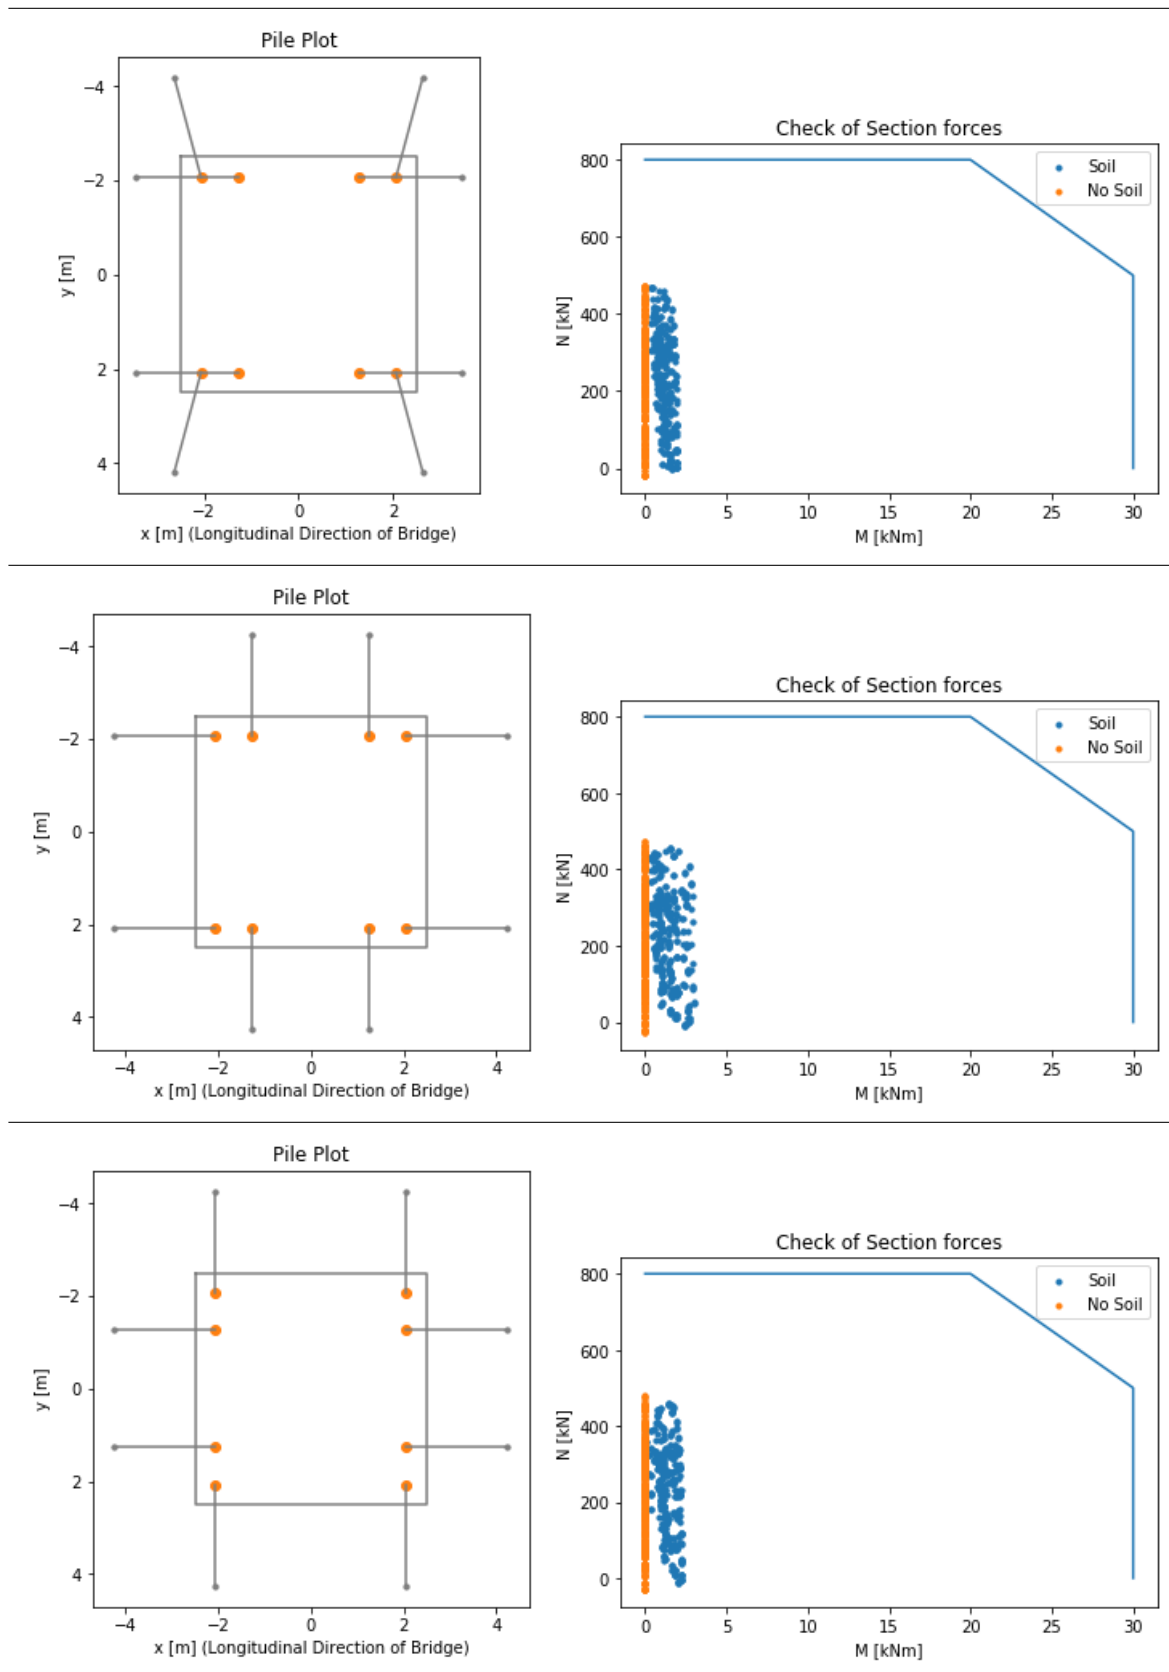 Pile Plot
−4
−2
0
2
4
y [m]
−2
0
2
x [m] (Longitudinal Direction of Bridge)
Check of Section forces
800
600
400
200
0
N [kN]
Soil
No Soil
0
5
10
15
20
25
30
M [kNm]
Pile Plot
−4
−2
0
2
4
y [m]
−4
−2
0
2
4
x [m] (Longitudinal Direction of Bridge)
Check of Section forces
800
600
400
200
0
N [kN]
Soil
No Soil
0
5
10
15
20
25
30
M [kNm]
Pile Plot
−4
−2
0
2
4
y [m]
−4
−2
0
2
4
x [m] (Longitudinal Direction of Bridge)
Check of Section forces
800
600
400
200
0
N [kN]
Soil
No Soil
0
5
10
15
20
25
30
M [kNm]